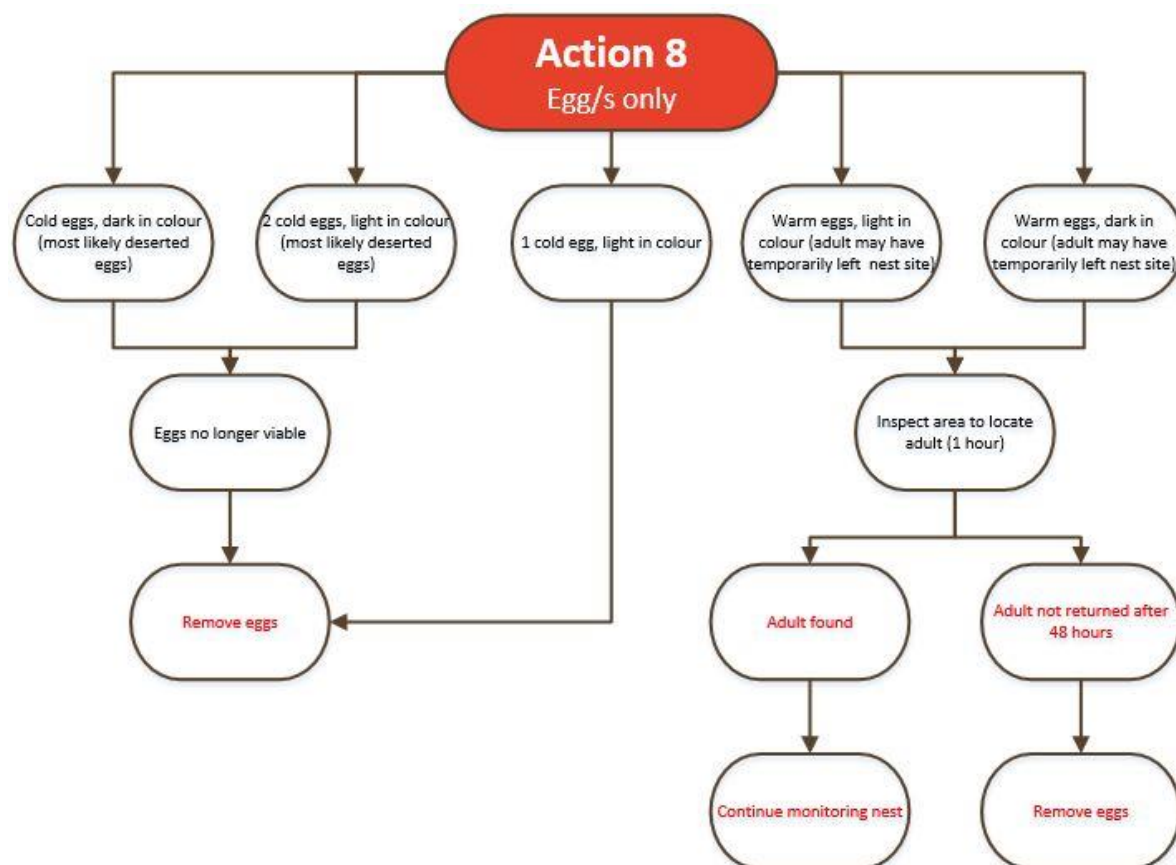 Action 8
Egg/s only
Cold eggs, dark in colour
(most likely deserted
eggs)
2 cold eggs, light in colour
(most likely deserted
eggs)
1 cold egg, light in colour
Warm eggs, light in
colour (adult may have
temporarily left nest site)
Warm eggs, dark in
colour (adult may have
temporarily left nest site)
Eggs no longer viable
Inspect area to locate
adult (1 hour)
Remove eggs
Adult found
Adult not returned after
48 hours
Continue monitoring nest
Remove eggs